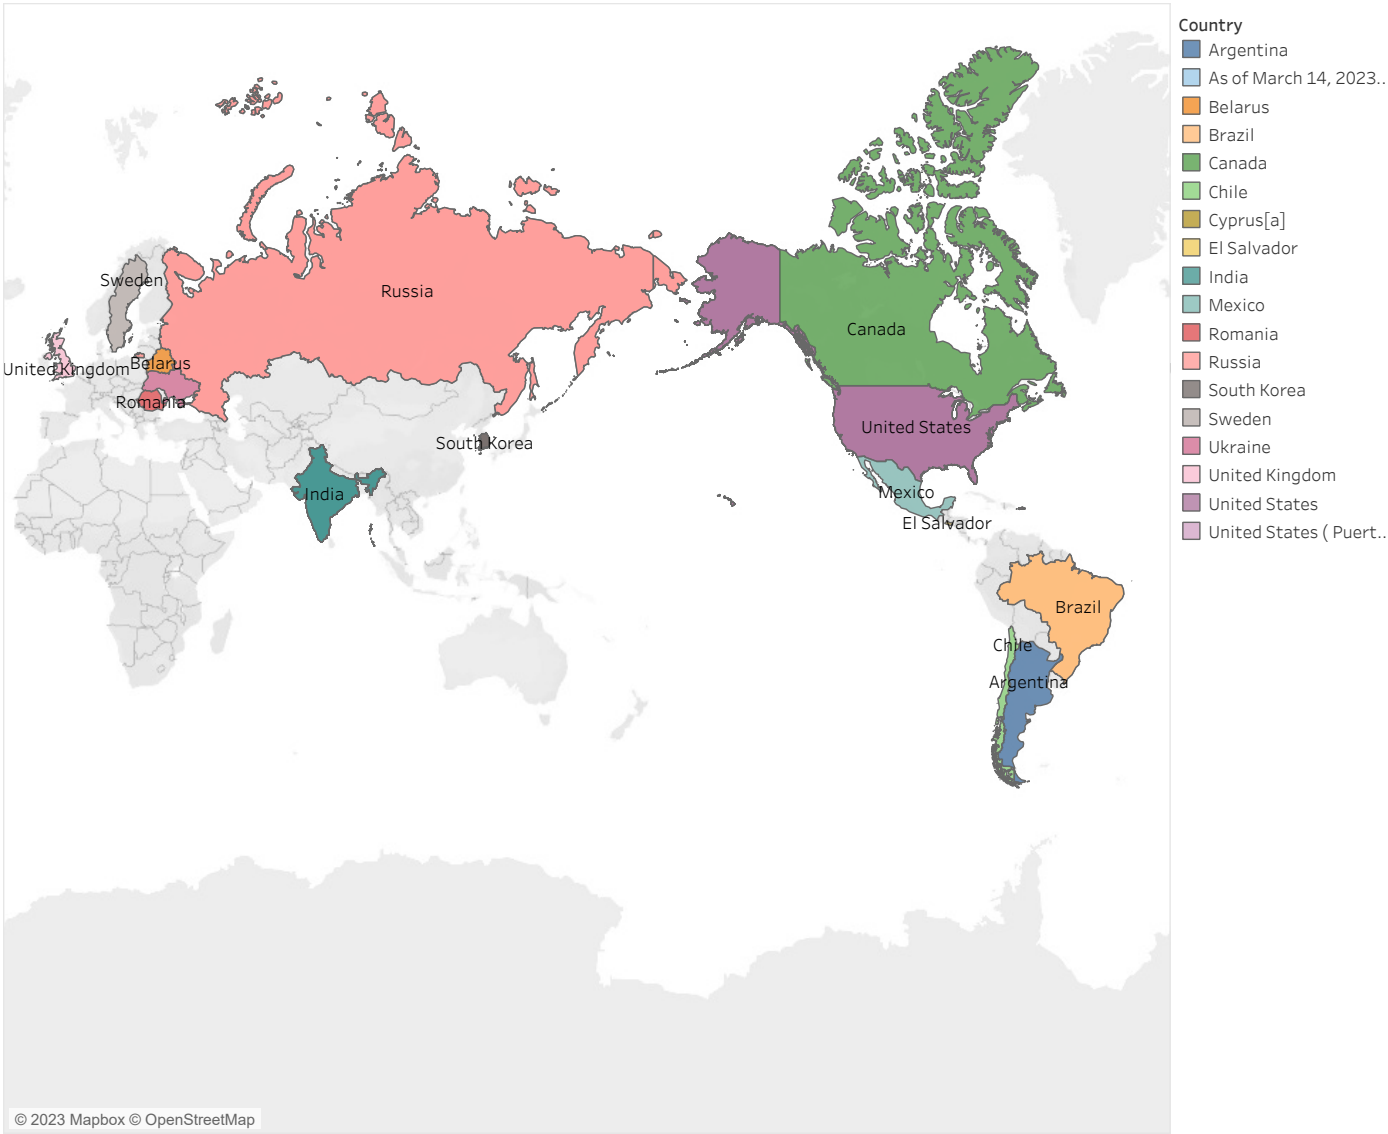 Country
Argentina
As of March 14, 2023..
Belarus
Brazil
Canada
Chile
Cyprus[a]
El Salvador
India
Mexico
Romania
Russia
South Korea
Sweden
Ukraine
United Kingdom
United States
United States ( Puert..
Sweden
Russia
Canada
United Kingdom
Belarus
Romania
United States
South Korea
India
Mexico
El Salvador
Brazil
Chile
Argentina
© 2023 Mapbox © OpenStreetMap